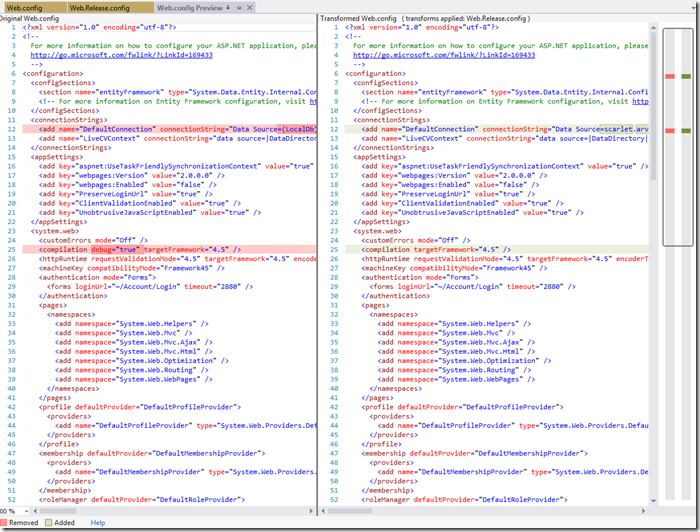 Web.config Web.Release.config Web.config Preview
Original Web.config
1 <?xml version="1.0" encoding="utf-8"?>
2 <!--
3 For more information on how to configure your ASP.NET application, please
4 http://go.microsoft.com/fwlink/?LinkId=169433
5 -->
6 <configuration>
7 <configSections>
8 <section name="entityFramework" type="System.Data.Entity.Internal.Con
9 <!-- For more information on Entity Framework configuration, visit ht
10 </configSections>
11 <connectionStrings>
12 <add name="DefaultConnection" connectionString="Data Source=(LocalDb)
13 <add name="LiveCVContext" connectionString="data source=|DataDirectory
14 </connectionStrings>
15 <appSettings>
16 <add key="aspnet:UseTaskFriendlySynchronizationContext" value="true"
17 <add key="webpages:Version" value="2.0.0.0" />
18 <add key="webpages:Enabled" value="false" />
19 <add key="PreserveLoginUrl" value="true" />
20 <add key="ClientValidationEnabled" value="true" />
21 <add key="UnobtrusiveJavaScriptEnabled" value="true" />
22 </appSettings>
23 <system.web>
24 <customErrors mode="Off" />
25 <compilation debug="true" targetFramework="4.5" />
26 <httpRuntime requestValidationMode="4.5" targetFramework="4.5" encoder
27 <machineKey compatibilityMode="Framework45" />
28 <authentication mode="Forms">
29 <forms loginUrl="~/Account/Login" timeout="2880" />
30 </authentication>
31 <pages>
32 <namespaces>
33 <add namespace="System.Web.Helpers" />
34 <add namespace="System.Web.Mvc" />
35 <add namespace="System.Web.Mvc.Ajax" />
36 <add namespace="System.Web.Mvc.Html" />
37 <add namespace="System.Web.Optimization" />
38 <add namespace="System.Web.Routing" />
39 <add namespace="System.Web.WebPages" />
40 </namespaces>
41 </pages>
42 <profile defaultProvider="DefaultProfileProvider">
43 <providers>
44 <add name="DefaultProfileProvider" type="System.Web.Providers.Def
45 </providers>
46 </profile>
47 <membership defaultProvider="DefaultMembershipProvider">
48 <providers>
49 <add name="DefaultMembershipProvider" type="System.Web.Providers.
50 </providers>
51 </membership>
52 <roleManager defaultProvider="DefaultRoleProvider">
Transformed Web.config ( transforms applied: Web.Release.config )
1 <?xml version="1.0" encoding="utf-8"?>
2 <!--
3 For more information on how to configure your ASP.NET application, please
4 http://go.microsoft.com/fwlink/?LinkId=169433
5 -->
6 <configuration>
7 <configSections>
8 <section name="entityFramework" type="System.Data.Entity.Internal.Con
9 <!-- For more information on Entity Framework configuration, visit ht
10 </configSections>
11 <connectionStrings>
12 <add name="DefaultConnection" connectionString="Data Source=scarlet.arv
13 <add name="LiveCVContext" connectionString="data source=|DataDirectory|
14 </connectionStrings>
15 <appSettings>
16 <add key="aspnet:UseTaskFriendlySynchronizationContext" value="true"
17 <add key="webpages:Version" value="2.0.0.0" />
18 <add key="webpages:Enabled" value="false" />
19 <add key="PreserveLoginUrl" value="true" />
20 <add key="ClientValidationEnabled" value="true" />
21 <add key="UnobtrusiveJavaScriptEnabled" value="true" />
22 </appSettings>
23 <system.web>
24 <customErrors mode="Off" />
25 <compilation targetFramework="4.5" />
26 <httpRuntime requestValidationMode="4.5" targetFramework="4.5" encoderT
27 <machineKey compatibilityMode="Framework45" />
28 <authentication mode="Forms">
29 <forms loginUrl="~/Account/Login" timeout="2880" />
30 </authentication>
31 <pages>
32 <namespaces>
33 <add namespace="System.Web.Helpers" />
34 <add namespace="System.Web.Mvc" />
35 <add namespace="System.Web.Mvc.Ajax" />
36 <add namespace="System.Web.Mvc.Html" />
37 <add namespace="System.Web.Optimization" />
38 <add namespace="System.Web.Routing" />
39 <add namespace="System.Web.WebPages" />
40 </namespaces>
41 </pages>
42 <profile defaultProvider="DefaultProfileProvider">
43 <providers>
44 <add name="DefaultProfileProvider" type="System.Web.Providers.Defa
45 </providers>
46 </profile>
47 <membership defaultProvider="DefaultMembershipProvider">
48 <providers>
49 <add name="DefaultMembershipProvider" type="System.Web.Providers.D
50 </providers>
51 </membership>
52 <roleManager defaultProvider="DefaultRoleProvider">
00 %
Removed Added Help